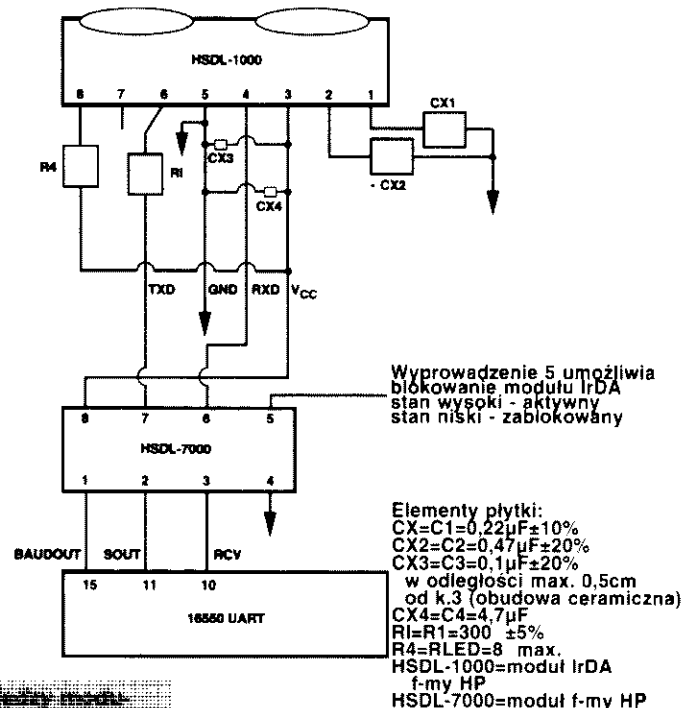 HSDL-1000
8 7 6 5 4 3 2 1
CX1
R4
RI
CX3
- CX2
CX4
TXD GND RXD VCC
Wyprowadzenie 5 umożliwia
blokowanie modułu IrDA
stan wysoki - aktywny
stan niski - zablokowany
8 7 6 5
HSDL-7000
1 2 3 4
BAUDOUT SOUT RCV
15 11 10
16550 UART
Elementy płytki:
CX=C1=0,22µF±10%
CX2=C2=0,47µF±20%
CX3=C3=0,1µF±20%
w odległości max. 0,5cm
od k.3 (obudowa ceramiczna)
CX4=C4=4,7µF
RI=R1=300 ±5%
R4=RLED=8 max.
HSDL-1000=moduł IrDA
f-my HP
HSDL-7000=moduł f-my HP